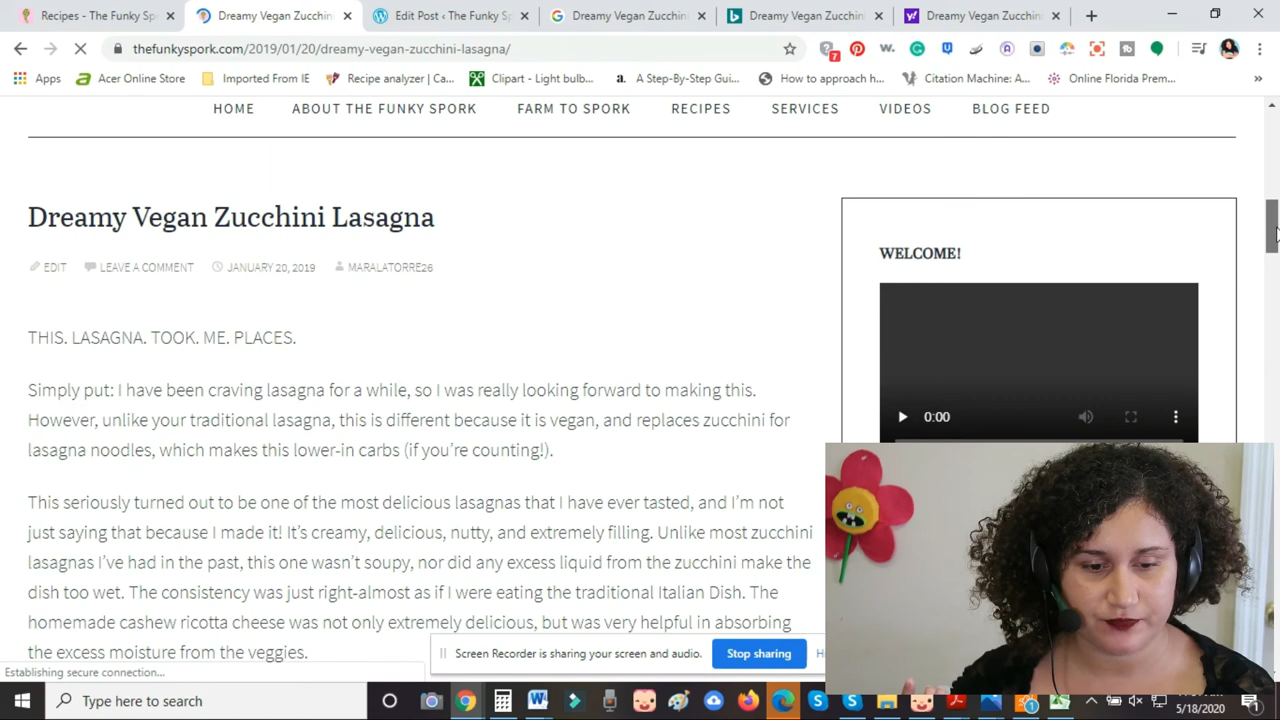 Recipes - The Funky Sp
Dreamy Vegan Zucchini
Edit Post ‹ The Funky S
Dreamy Vegan Zucchini
Dreamy Vegan Zucchini
Dreamy Vegan Zucchin
thefunkyspork.com/2019/01/20/dreamy-vegan-zucchini-lasagna/
7
Apps
Acer Online Store
Imported From IE
Recipe analyzer | Ca...
Clipart - Light bulb...
A Step-By-Step Gui...
How to approach h...
Citation Machine: A...
Online Florida Prem...
HOME ABOUT THE FUNKY SPORK FARM TO SPORK RECIPES SERVICES VIDEOS BLOG FEED
Dreamy Vegan Zucchini Lasagna
EDIT LEAVE A COMMENT JANUARY 20, 2019 MARALATORRE26
WELCOME!
0:00
THIS. LASAGNA. TOOK. ME. PLACES.
Simply put: I have been craving lasagna for a while, so I was really looking forward to making this.
However, unlike your traditional lasagna, this is different because it is vegan, and replaces zucchini for
lasagna noodles, which makes this lower-in carbs (if you're counting!).
This seriously turned out to be one of the most delicious lasagnas that I have ever tasted, and I'm not
just saying that because I made it! It's creamy, delicious, nutty, and extremely filling. Unlike most zucchini
lasagnas I've had in the past, this one wasn't soupy, nor did any excess liquid from the zucchini make the
dish too wet. The consistency was just right-almost as if I were eating the traditional Italian Dish. The
homemade cashew ricotta cheese was not only extremely delicious, but was very helpful in absorbing
the excess moisture from the veggies.
Screen Recorder is sharing your screen and audio.
Stop sharing
Establishing secure connection...
Type here to search
5/18/2020